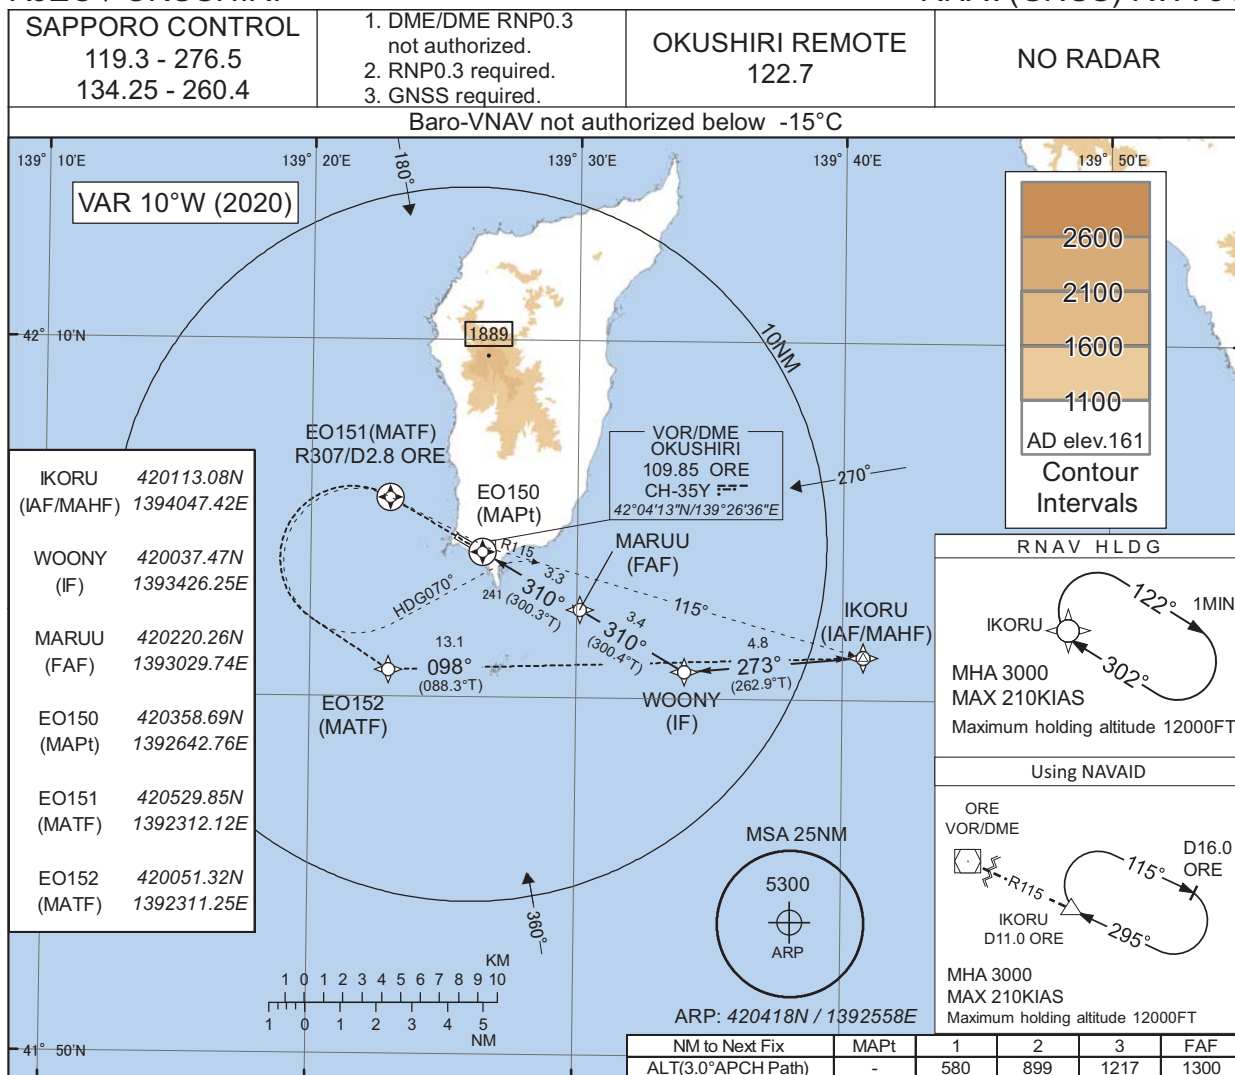 SAPPORO CONTROL
119.3 - 276.5
134.25 - 260.4
1. DME/DME RNP0.3
not authorized.
2. RNP0.3 required.
3. GNSS required.
OKUSHIRI REMOTE
122.7
NO RADAR
Baro-VNAV not authorized below -15°C
139° 10'E
139° 20'E
139° 30'E
139° 40'E
139° 50'E
VAR 10°W (2020)
180°
2600
2100
1600
1100
AD elev.161
Contour
Intervals
42° 10'N
1889
10NM
EO151(MATF)
R307/D2.8 ORE
VOR/DME
OKUSHIRI
109.85 ORE
CH-35Y
42°04'13"N/139°26'36"E
270°
EO150
(MAPt)
MARUU
(FAF)
IKORU
(IAF/MAHF)
R115
3.3
310°
(300.3°T)
241
HDG070°
115°
3.4
310°
(300.4°T)
4.8
273°
(262.9°T)
13.1
098°
(088.3°T)
EO152
(MATF)
WOONY
(IF)
IKORU 420113.08N
(IAF/MAHF) 1394047.42E
WOONY 420037.47N
(IF) 1393426.25E
MARUU 420220.26N
(FAF) 1393029.74E
EO150 420358.69N
(MAPt) 1392642.76E
EO151 420529.85N
(MATF) 1392312.12E
EO152 420051.32N
(MATF) 1392311.25E
RNAV HLDG
122°
1MIN
IKORU
302°
MHA 3000
MAX 210KIAS
Maximum holding altitude 12000FT
Using NAVAID
ORE
VOR/DME
D16.0
ORE
115°
R115
IKORU
D11.0 ORE
295°
MHA 3000
MAX 210KIAS
Maximum holding altitude 12000FT
MSA 25NM
5300
ARP
ARP: 420418N / 1392558E
360°
KM
1 0 1 2 3 4 5 6 7 8 9 10
1 0 1 2 3 4 5
NM
41° 50'N
NM to Next Fix MAPt 1 2 3 FAF
ALT(3.0°APCH Path) - 580 899 1217 1300